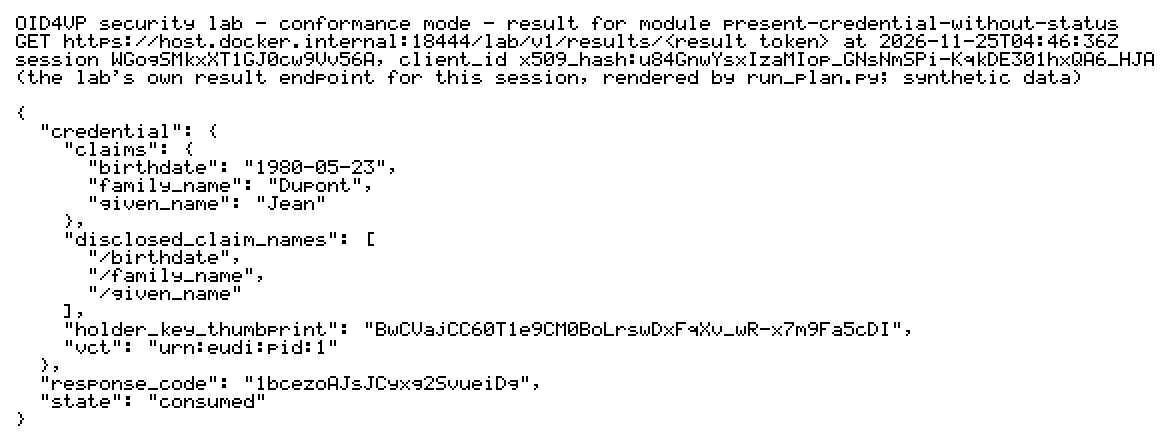 OID4VP security lab - conformance mode - result for module present-credential-without-status
GET https://host.docker.internal:18444/lab/v1/results/<result token> at 2026-11-25T04:46:36Z
session WGogSMkxXT1GJ0cw9Vv56A, client_id x509_hash:u84GnwYsxIzaMIop_GNsNmSPi-KqkDE301hxQA6_HJA
(the lab's own result endpoint for this session, rendered by run_plan.py; synthetic data)
{
  "credential": {
    "claims": {
      "birthdate": "1980-05-23",
      "family_name": "Dupont",
      "given_name": "Jean"
    },
    "disclosed_claim_names": [
      "/birthdate",
      "/family_name",
      "/given_name"
    ],
    "holder_key_thumbprint": "BwCVajCC60T1e9CM0BoLrswDxFqXv_wR-x7m9Fa5cDI",
    "vct": "urn:eudi:pid:1"
  },
  "response_code": "1bcezoAJsJCyxg2SvueiDg",
  "state": "consumed"
}